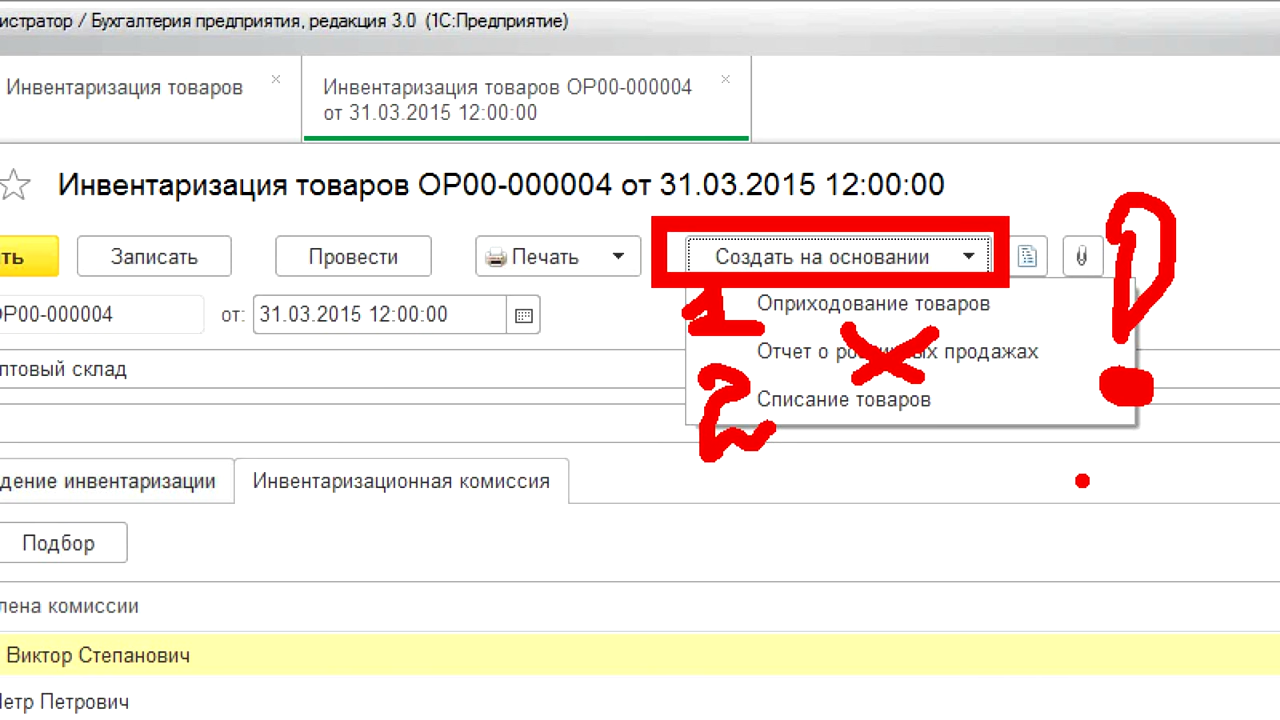 истратор / Бухгалтерия предприятия, редакция 3.0 (1С:Предприятие)
Инвентаризация товаров
Инвентаризация товаров ОР00-000004
от 31.03.2015 12:00:00
Инвентаризация товаров ОР00-000004 от 31.03.2015 12:00:00
ть Записать Провести Печать Создать на основании
ОР00-000004 от: 31.03.2015 12:00:00
1 Оприходование товаров
птовый склад
Отчет о розничных продажах
2 Списание товаров
!
дение инвентаризации Инвентаризационная комиссия
Подбор
лена комиссии
Виктор Степанович
Петр Петрович